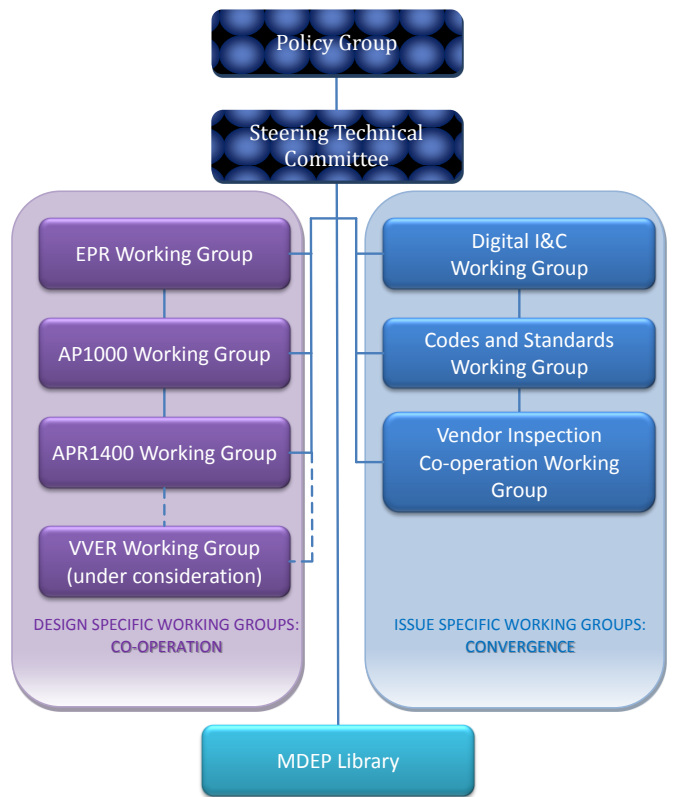 Policy Group
Steering Technical
Committee
EPR Working Group
AP1000 Working Group
APR1400 Working Group
VVER Working Group
(under consideration)
DESIGN SPECIFIC WORKING GROUPS:
CO-OPERATION
Digital I&C
Working Group
Codes and Standards
Working Group
Vendor Inspection
Co-operation Working
Group
ISSUE SPECIFIC WORKING GROUPS:
CONVERGENCE
MDEP Library